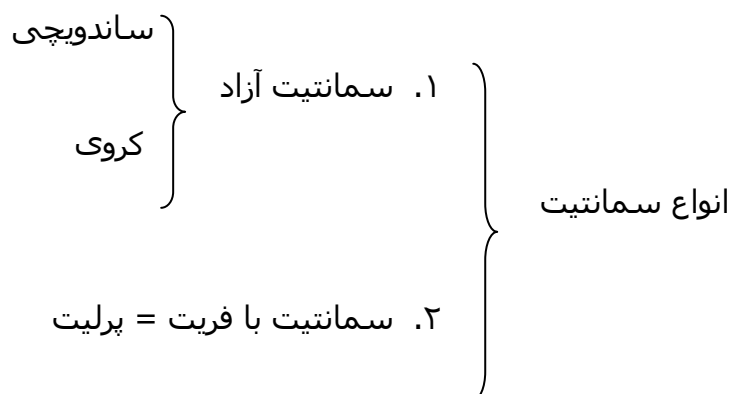 انواع سمانتیت
۱. سمانتیت آزاد
ساندویچی
کروی
۲. سمانتیت با فریت = پرلیت